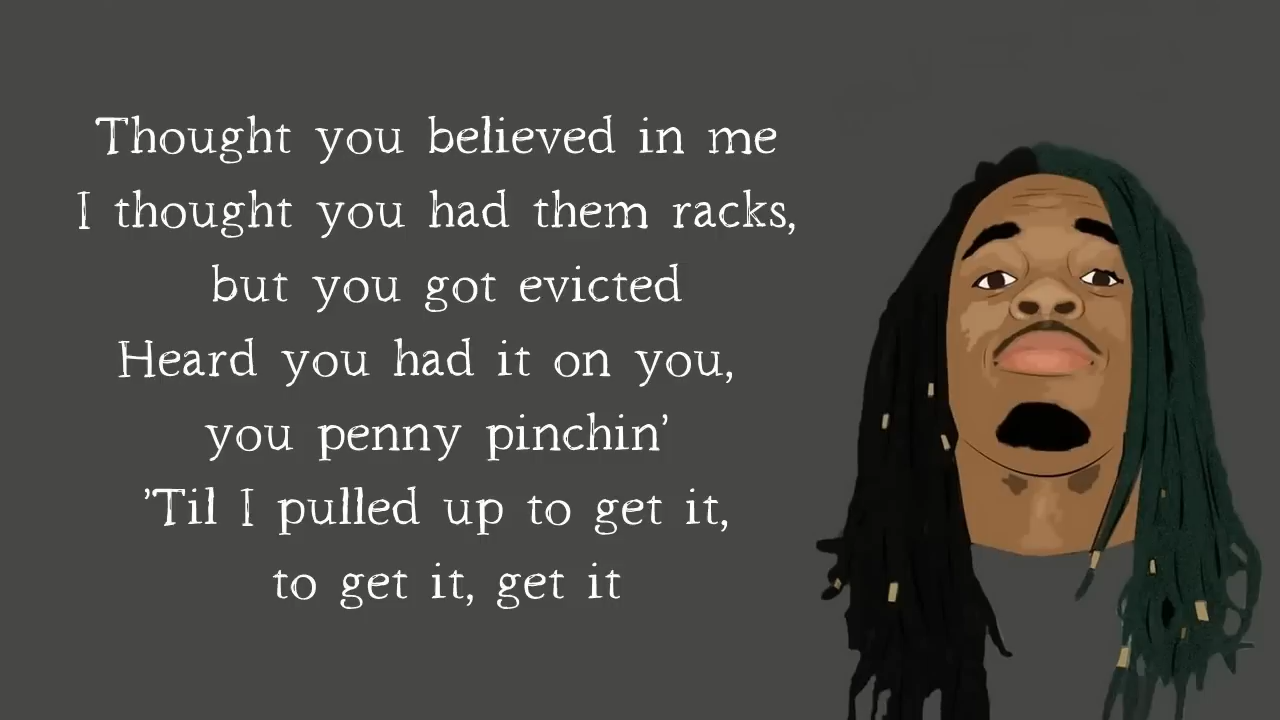 Thought you believed in me
I thought you had them racks,
but you got evicted
Heard you had it on you,
you penny pinchin’
’Til I pulled up to get it,
to get it, get it